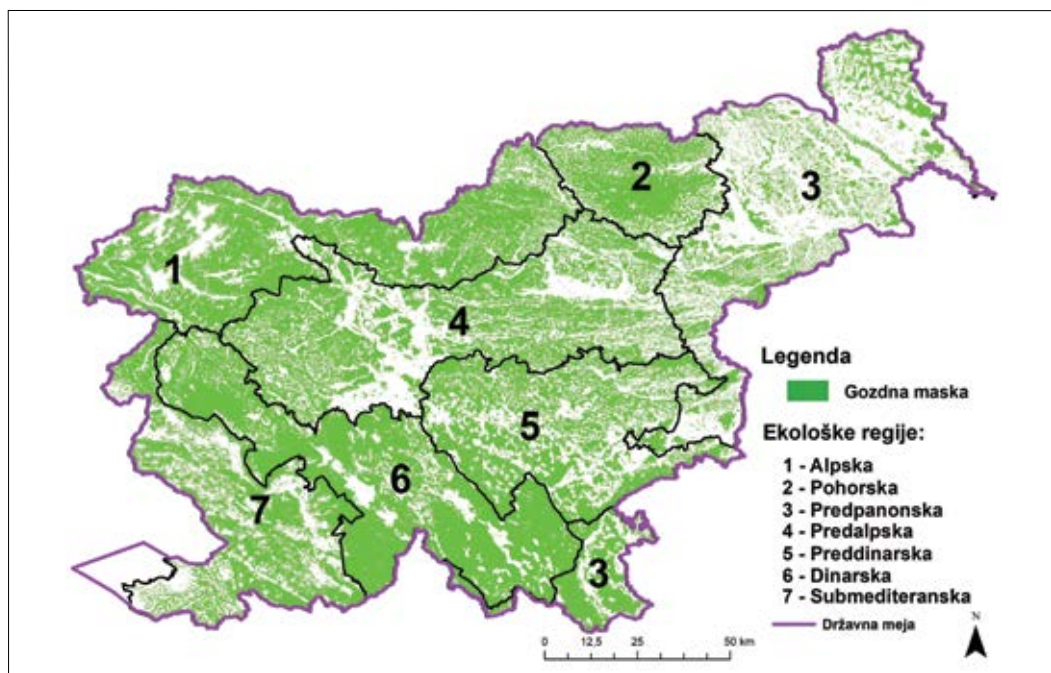 2
3
1
4
Legenda
Gozdna maska
5
Ekološke regije:
6
1 - Alpska
2 - Pohorska
7
3 - Predpanonska
4 - Predalpska
5 - Preddinarska
3
6 - Dinarska
7 - Submediteranska
Državna meja
N
0 12,5 25 50 km